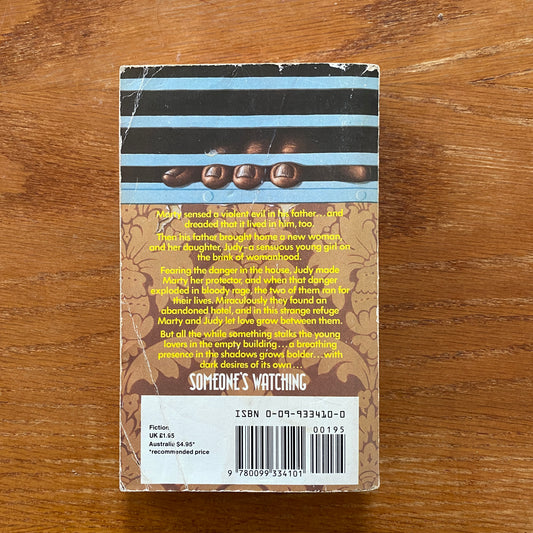 Marty sensed a violent evil in his father...and
dreaded that it lived in him, too.
Then his father brought home a new woman,
and her daughter, Judy-a sensuous young girl on
the brink of womanhood.
Fearing the danger in the house, Judy made
Marty her protector, and when that danger
exploded in bloody rage, the two of them ran for
their lives. Miraculously they found an
abandoned hotel, and in this strange refuge
Marty and Judy let love grow between them.
But all the while something stalks the young
lovers in the empty building...a breathing
presence in the shadows grows bolder...with
dark desires of its own...
SOMEONE'S WATCHING
ISBN 0-09-933410-0
00195
Fiction
UK £1.95
Australia $4.95*
*recommended price
9 780099 334101